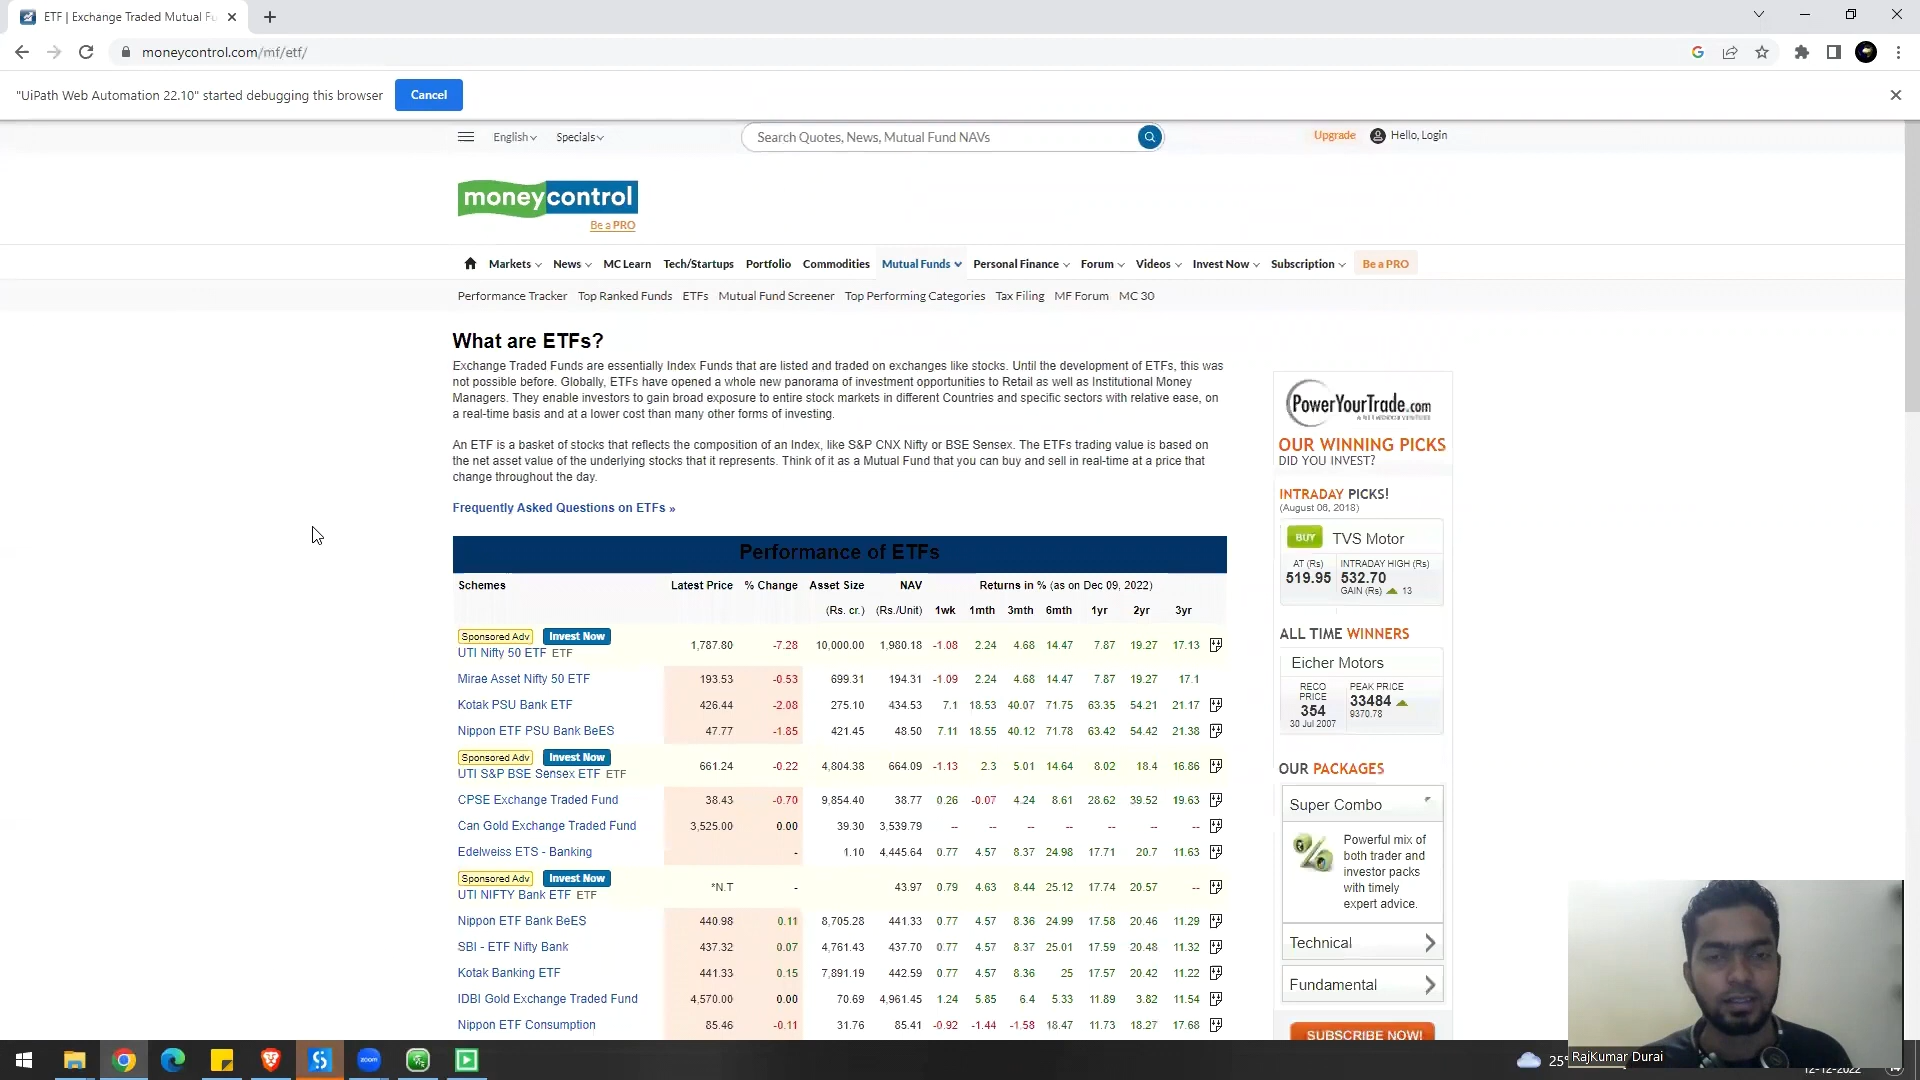 ETF | Exchange Traded Mutual Fu
moneycontrol.com/mf/etf/
"UiPath Web Automation 22.10" started debugging this browser Cancel
English Specials Search Quotes, News, Mutual Fund NAVs Upgrade Hello, Login
moneycontrol
Be a PRO
Markets News MC Learn Tech/Startups Portfolio Commodities Mutual Funds Personal Finance Forum Videos Invest Now Subscription Be a PRO
Performance Tracker Top Ranked Funds ETFs Mutual Fund Screener Top Performing Categories Tax Filing MF Forum MC 30
What are ETFs?
Exchange Traded Funds are essentially Index Funds that are listed and traded on exchanges like stocks. Until the development of ETFs, this was
not possible before. Globally, ETFs have opened a whole new panorama of investment opportunities to Retail as well as Institutional Money
Managers. They enable investors to gain broad exposure to entire stock markets in different Countries and specific sectors with relative ease, on
a real-time basis and at a lower cost than many other forms of investing.
An ETF is a basket of stocks that reflects the composition of an Index, like S&P CNX Nifty or BSE Sensex. The ETFs trading value is based on
the net asset value of the underlying stocks that it represents. Think of it as a Mutual Fund that you can buy and sell in real-time at a price that
change throughout the day.
Frequently Asked Questions on ETFs »
Performance of ETFs
Schemes Latest Price % Change Asset Size NAV Returns in % (as on Dec 09, 2022)
(Rs. cr.) (Rs./Unit) 1wk 1mth 3mth 6mth 1yr 2yr 3yr
Sponsored Adv Invest Now
UTI Nifty 50 ETF ETF 1,787.80 -7.28 10,000.00 1,980.18 -1.08 2.24 4.68 14.47 7.87 19.27 17.13
Mirae Asset Nifty 50 ETF 193.53 -0.53 699.31 194.31 -1.09 2.24 4.68 14.47 7.87 19.27 17.1
Kotak PSU Bank ETF 426.44 -2.08 275.10 434.53 7.1 18.53 40.07 71.75 63.35 54.21 21.17
Nippon ETF PSU Bank BeES 47.77 -1.85 421.45 48.50 7.11 18.55 40.12 71.78 63.42 54.42 21.38
Sponsored Adv Invest Now
UTI S&P BSE Sensex ETF ETF 661.24 -0.22 4,804.38 664.09 -1.13 2.3 5.01 14.64 8.02 18.4 16.86
CPSE Exchange Traded Fund 38.43 -0.70 9,854.40 38.77 0.26 -0.07 4.24 8.61 28.62 39.52 19.63
Can Gold Exchange Traded Fund 3,525.00 0.00 39.30 3,539.79 -- -- -- -- -- -- --
Edelweiss ETS - Banking - 1.10 4,445.64 0.77 4.57 8.37 24.98 17.71 20.7 11.63
Sponsored Adv Invest Now
UTI NIFTY Bank ETF ETF *N.T - 43.97 0.79 4.63 8.44 25.12 17.74 20.57 --
Nippon ETF Bank BeES 440.98 0.11 8,705.28 441.33 0.77 4.57 8.36 24.99 17.58 20.46 11.29
SBI - ETF Nifty Bank 437.32 0.07 4,761.43 437.70 0.77 4.57 8.37 25.01 17.59 20.48 11.32
Kotak Banking ETF 441.33 0.15 7,891.19 442.59 0.77 4.57 8.36 25 17.57 20.42 11.22
IDBI Gold Exchange Traded Fund 4,570.00 0.00 70.69 4,961.45 1.24 5.85 6.4 5.33 11.89 3.82 11.54
Nippon ETF Consumption 85.46 -0.11 31.76 85.41 -0.92 -1.44 -1.58 18.47 11.73 18.27 17.68
PowerYourTrade.com
OUR WINNING PICKS
DID YOU INVEST?
INTRADAY PICKS!
(August 06, 2018)
BUY TVS Motor
AT (Rs) INTRADAY HIGH (Rs)
519.95 532.70
GAIN (Rs) 13
ALL TIME WINNERS
Eicher Motors
RECO PRICE PEAK PRICE
354 33484
30 Jul 2007 9370.78
OUR PACKAGES
Super Combo
Powerful mix of
both trader and
investor packs
with timely
expert advice.
Technical
Fundamental
SUBSCRIBE NOW!
zoom
25°
RajKumar Durai
12-12-2022